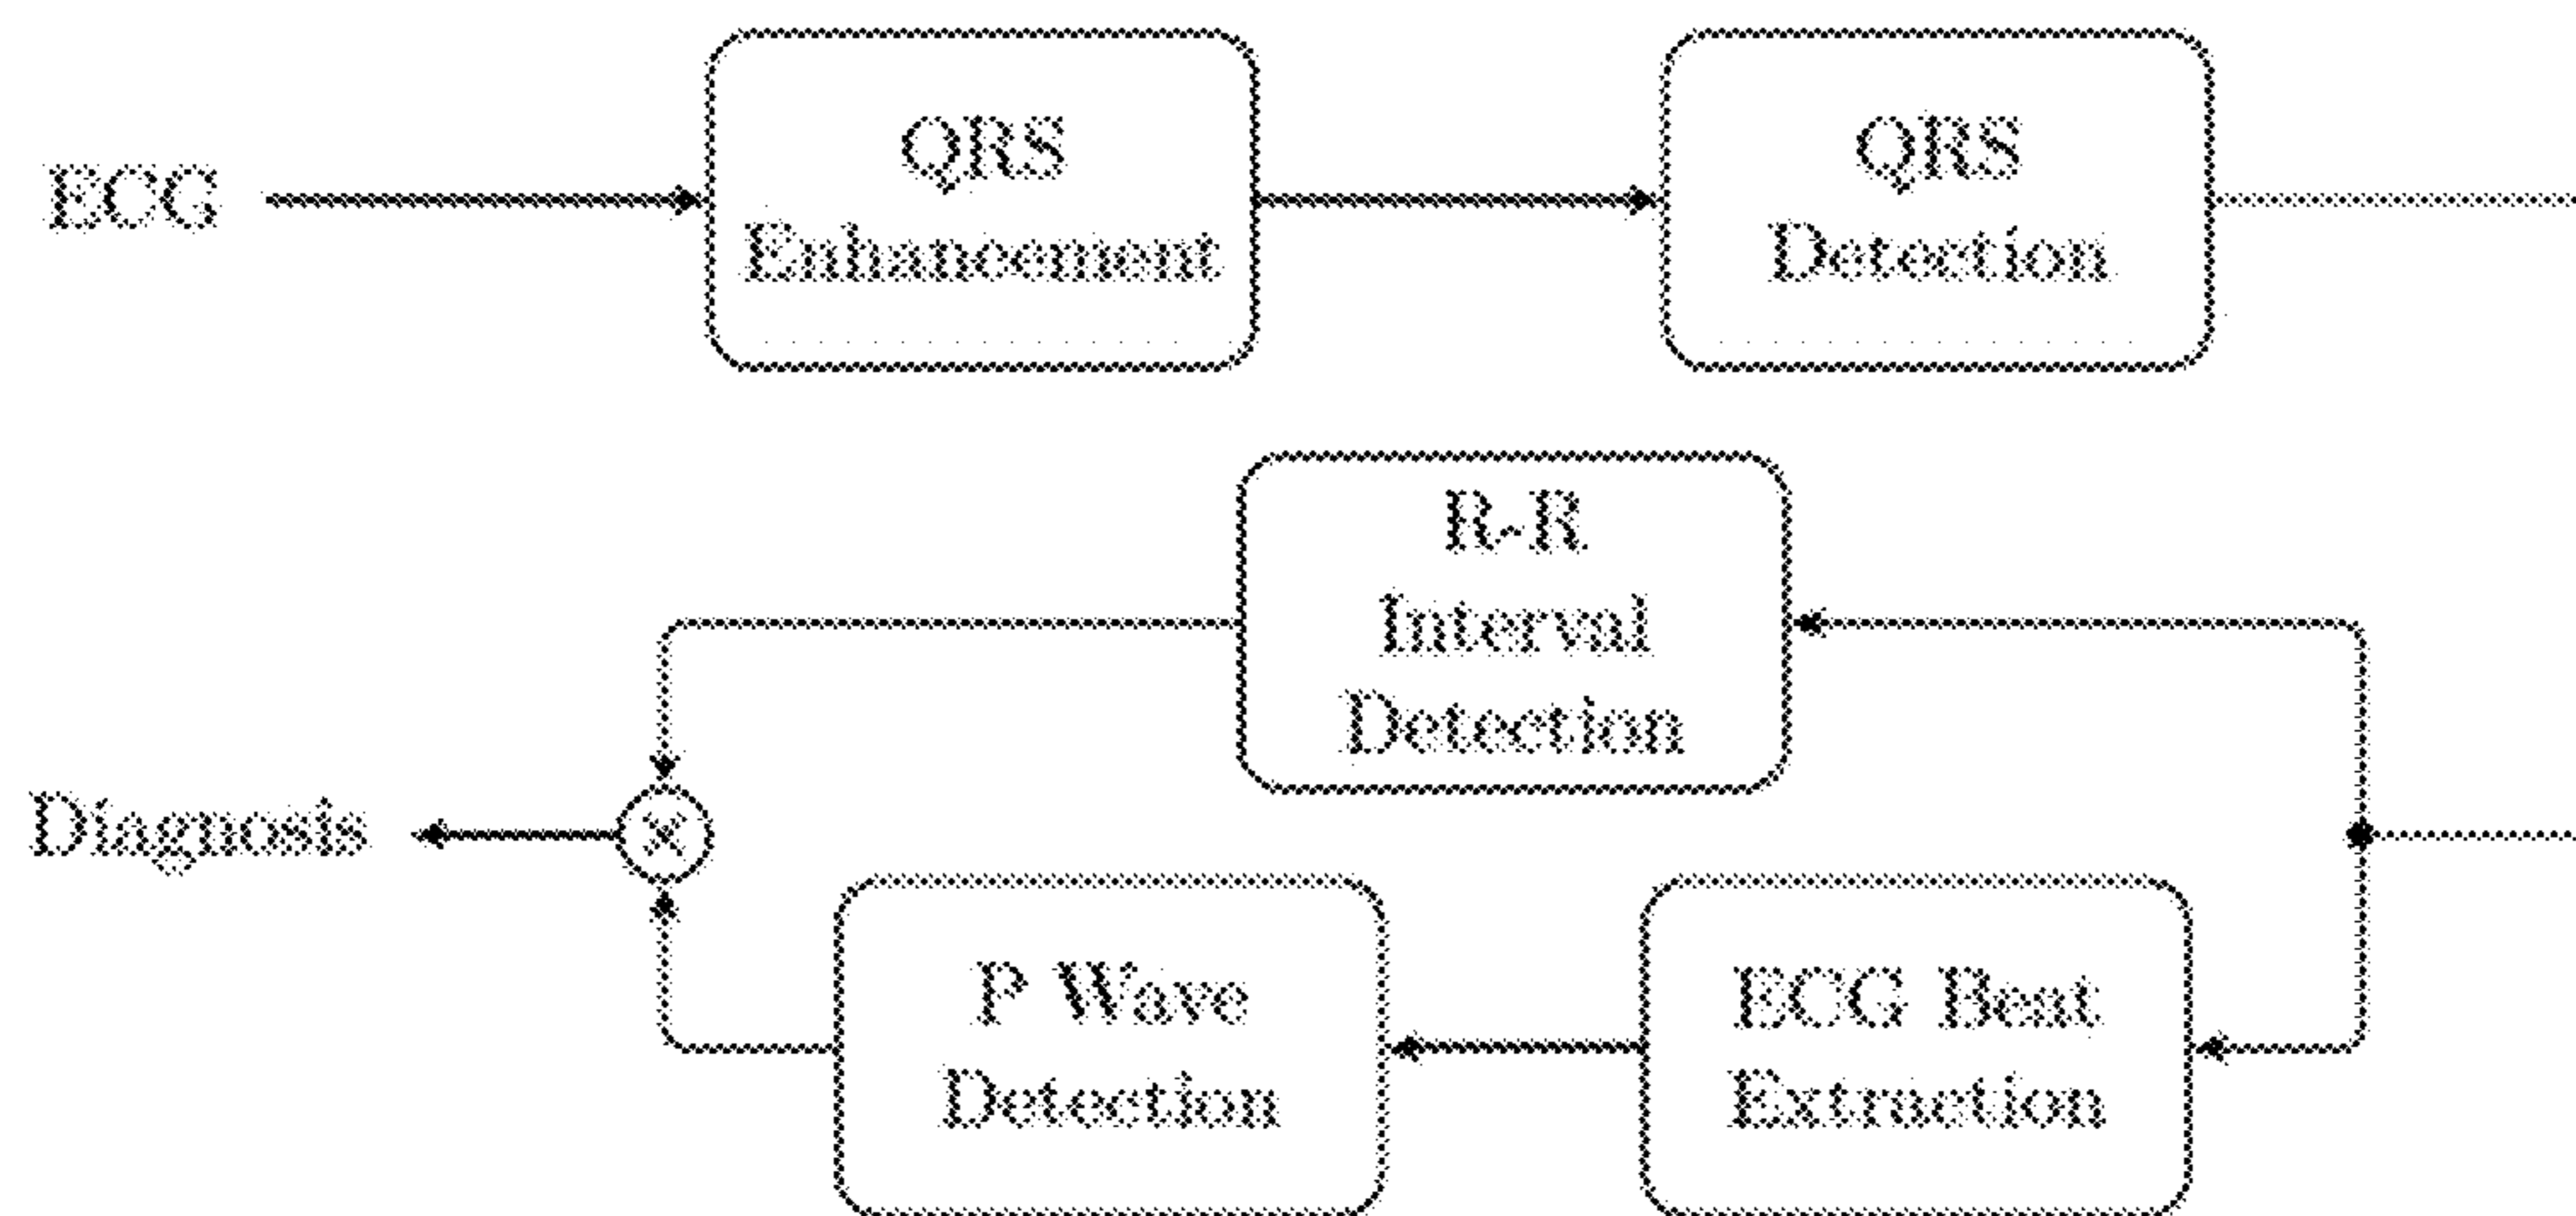 ECG
QRS
Enhancement
QRS
Detection
R-R
Interval
Detection
Diagnosis
×
P Wave
Detection
ECG Beat
Extraction